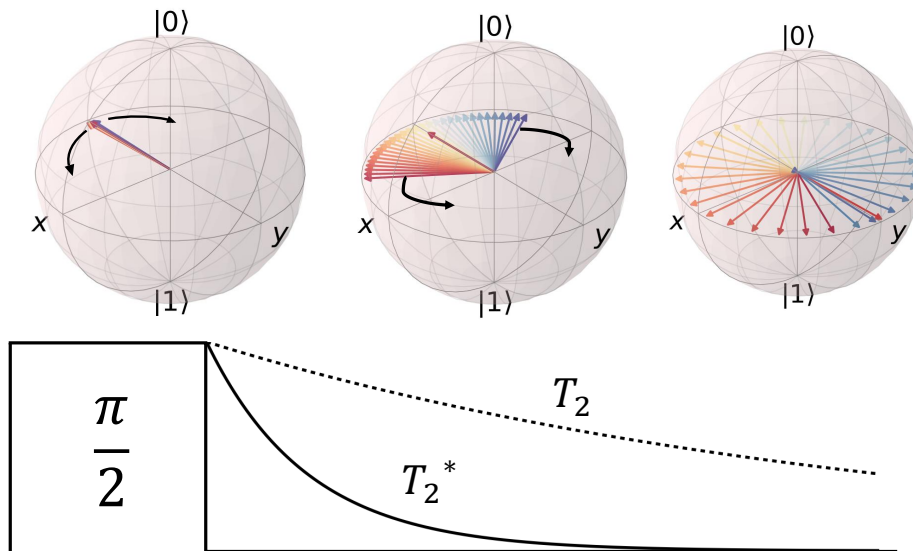 |0⟩ |0⟩ |0⟩
x y x y x y
|1⟩ |1⟩ |1⟩
π
2
T₂
T₂*